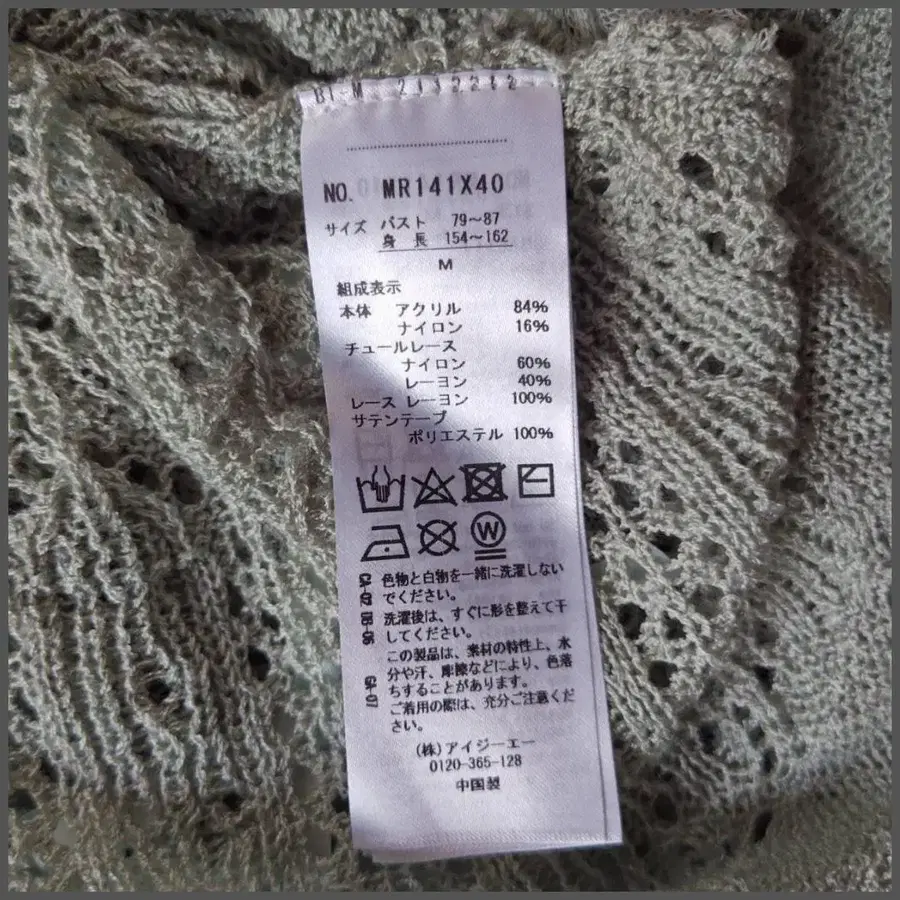 NO. MR141X40
サイズ バスト 79～87
身 長 154～162
M
組成表示
本体 アクリル 84%
ナイロン 16%
チュールレース
ナイロン 60%
レーヨン 40%
レース レーヨン 100%
サテンテープ
ポリエステル 100%
W
色物と白物を一緒に洗濯しない
でください。
洗濯後は、すぐに形を整えて干
してください。
この製品は、素材の特性上、水
分や汗、摩擦などにより、色落
ちすることがあります。
ご着用の際は、充分ご注意くだ
さい。
(株)アイジーエー
0120-365-128
中国製